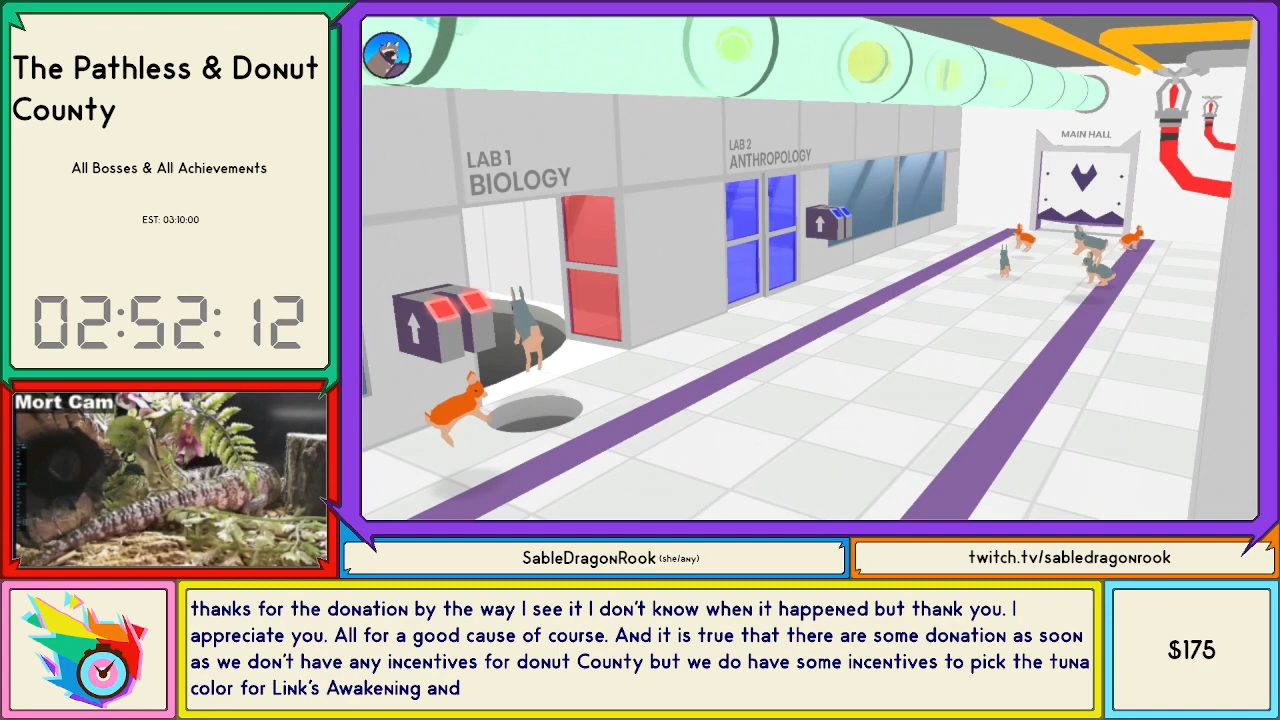 The Pathless & Donut
County
All Bosses & All Achievements
EST: 03:10:00
02:52:12
Mort Cam
LAB 1
BIOLOGY
LAB 2
ANTHROPOLOGY
MAIN HALL
SableDragonRook (she/any)
twitch.tv/sabledragonrook
thanks for the donation by the way I see it I don't know when it happened but thank you. I
appreciate you. All for a good cause of course. And it is true that there are some donation as soon
as we don't have any incentives for donut County but we do have some incentives to pick the tuna
color for Link's Awakening and
$175